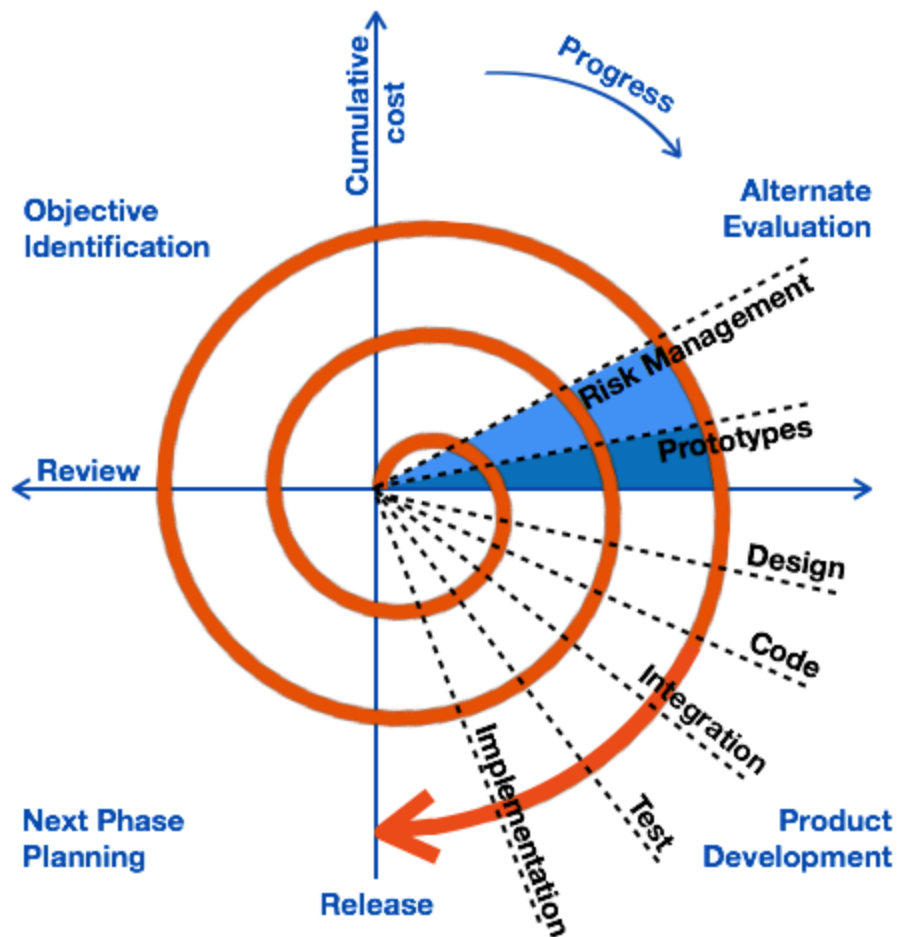 Cumulative
cost
Progress
Objective
Identification
Alternate
Evaluation
Risk Management
Prototypes
Review
Design
Code
Integration
Test
Implementation
Next Phase
Planning
Product
Development
Release